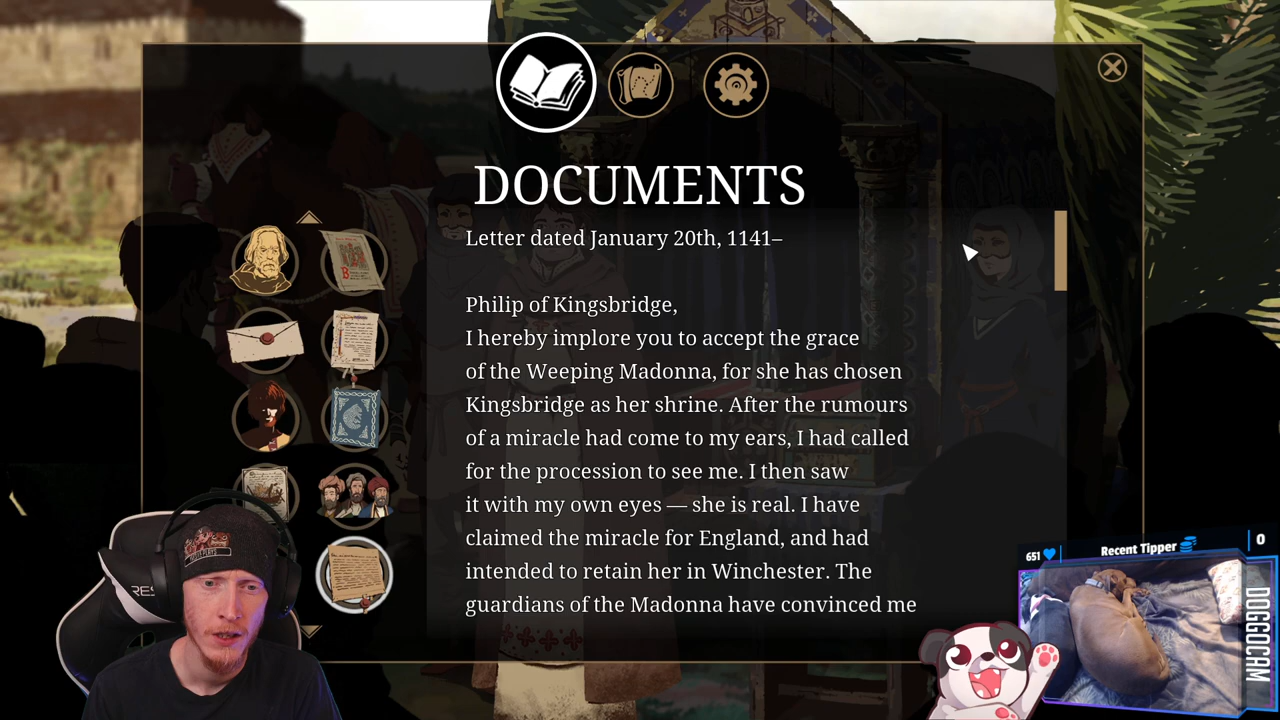 DOCUMENTS
Letter dated January 20th, 1141–
Philip of Kingsbridge,
I hereby implore you to accept the grace
of the Weeping Madonna, for she has chosen
Kingsbridge as her shrine. After the rumours
of a miracle had come to my ears, I had called
for the procession to see me. I then saw
it with my own eyes — she is real. I have
claimed the miracle for England, and had
intended to retain her in Winchester. The
guardians of the Madonna have convinced me
651
Recent Tipper
0
DOGGOCAM